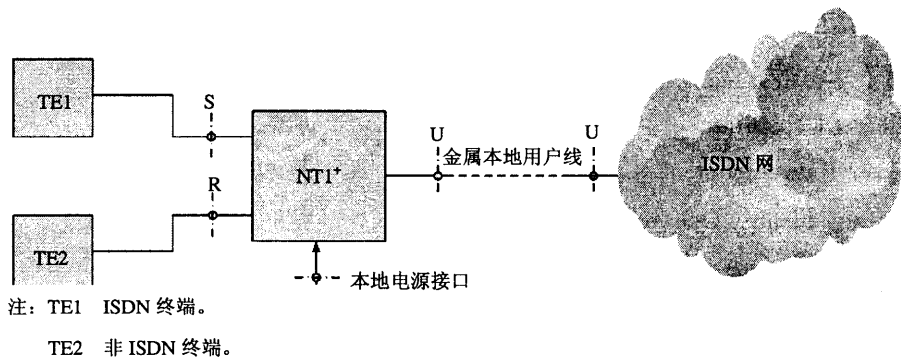 TE1
S
R
NT1⁺
U
金属本地用户线
U
ISDN 网
TE2
本地电源接口
注：TE1 ISDN 终端。
TE2 非 ISDN 终端。